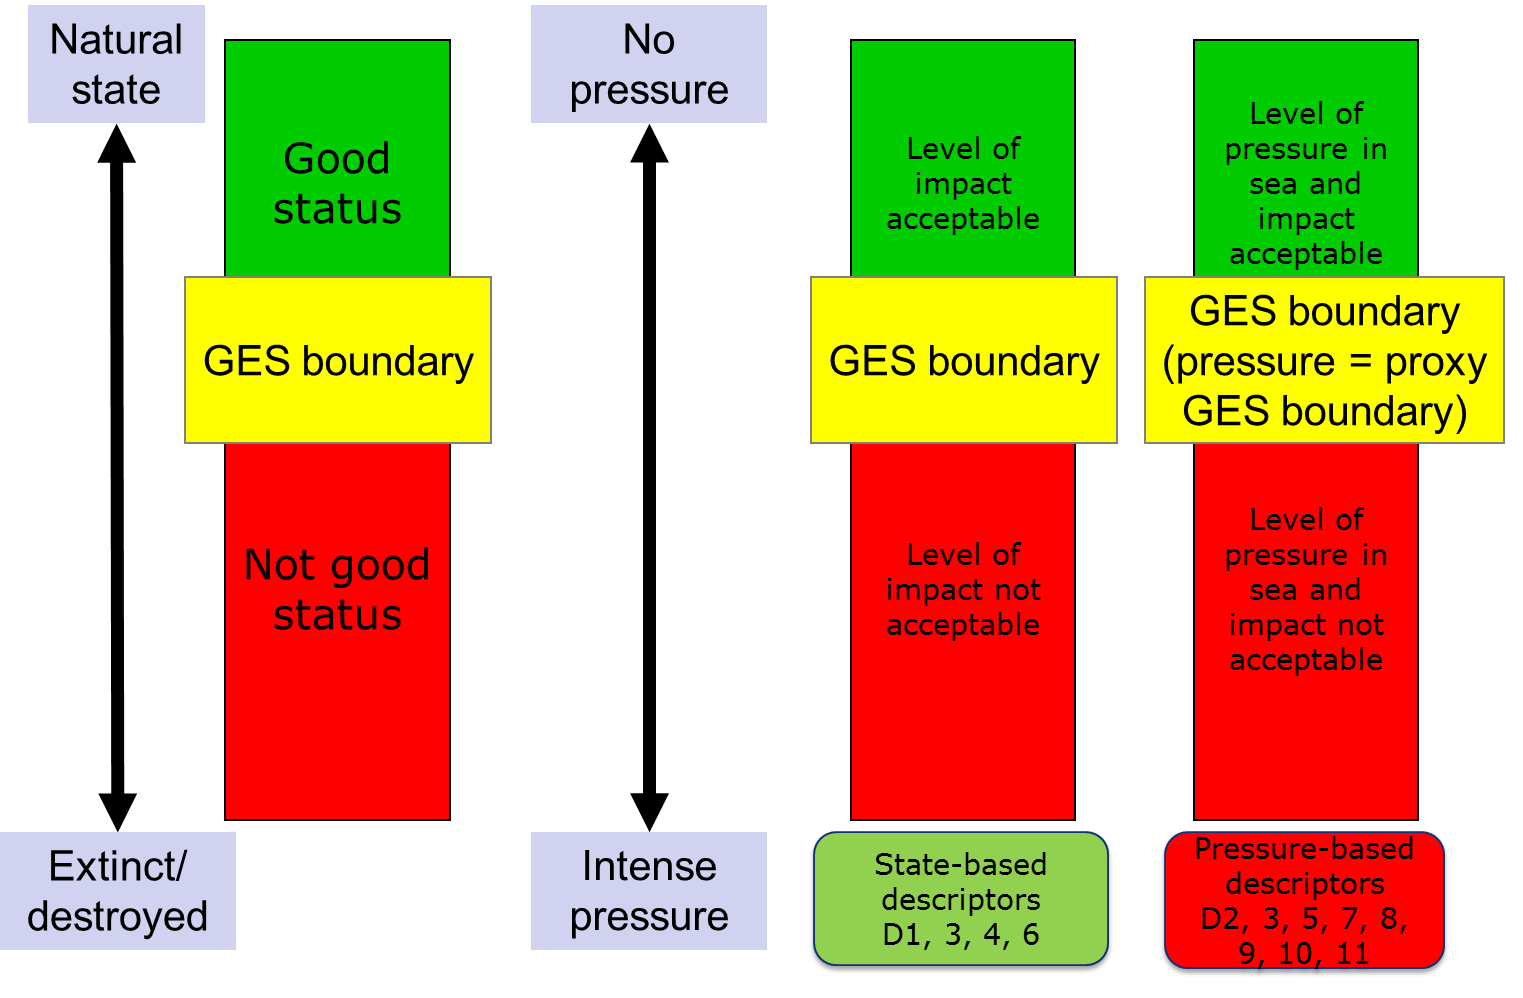 Natural
state
Good
status
GES boundary
Not good
status
Extinct/
destroyed
No
pressure
Intense
pressure
Level of
impact
acceptable
GES boundary
Level of
impact not
acceptable
State-based
descriptors
D1, 3, 4, 6
Level of
pressure in
sea and
impact
acceptable
GES boundary
(pressure = proxy
GES boundary)
Level of
pressure in
sea and
impact not
acceptable
Pressure-based
descriptors
D2, 3, 5, 7, 8,
9, 10, 11